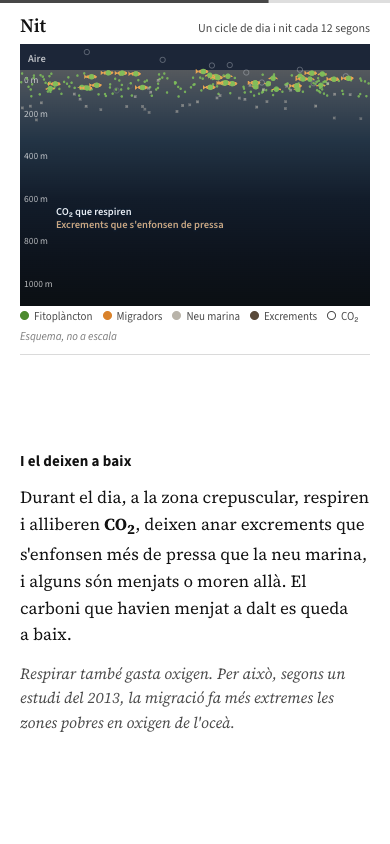 Nit
Un cicle de dia i nit cada 12 segons
Aire
0 m
200 m
400 m
600 m
CO₂ que respiren
Excrements que s'enfonsen de pressa
800 m
1000 m
Fitoplàncton Migradors Neu marina Excrements CO₂
Esquema, no a escala
I el deixen a baix
Durant el dia, a la zona crepuscular, respiren
i alliberen CO₂, deixen anar excrements que
s'enfonsen més de pressa que la neu marina,
i alguns són menjats o moren allà. El
carboni que havien menjat a dalt es queda
a baix.
Respirar també gasta oxigen. Per això, segons un
estudi del 2013, la migració fa més extremes les
zones pobres en oxigen de l'oceà.